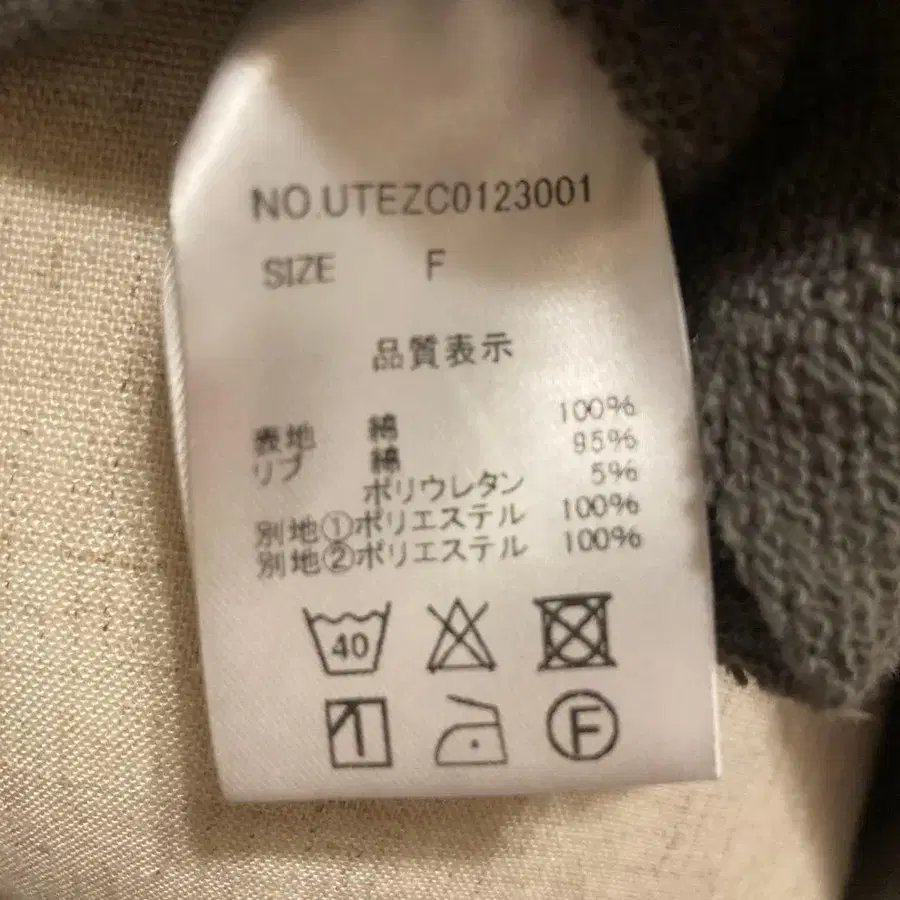 NO.UTEZC0123001
SIZE F
品質表示
表地 綿 100%
リブ 綿 95%
ポリウレタン 5%
別地①ポリエステル 100%
別地②ポリエステル 100%
40
F